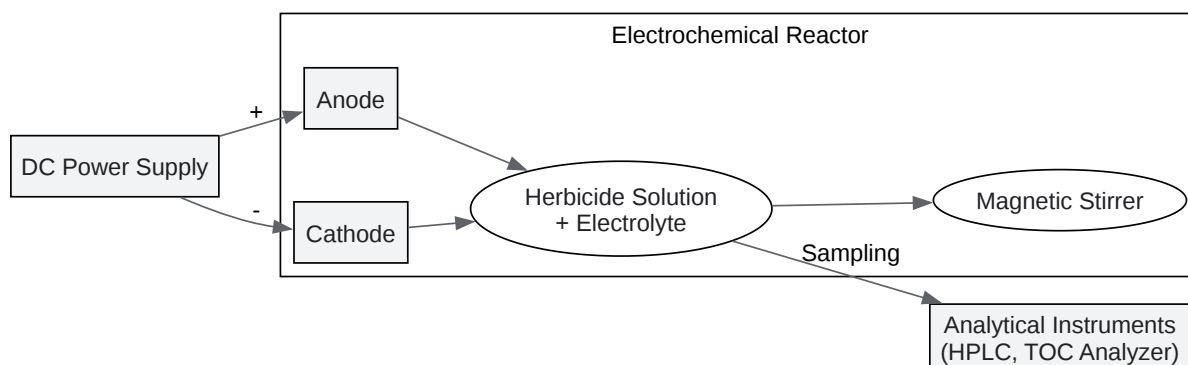 Electrochemical Reactor
Anode
+
DC Power Supply
-
Cathode
Herbicide Solution
+ Electrolyte
Magnetic Stirrer
Sampling
Analytical Instruments
(HPLC, TOC Analyzer)